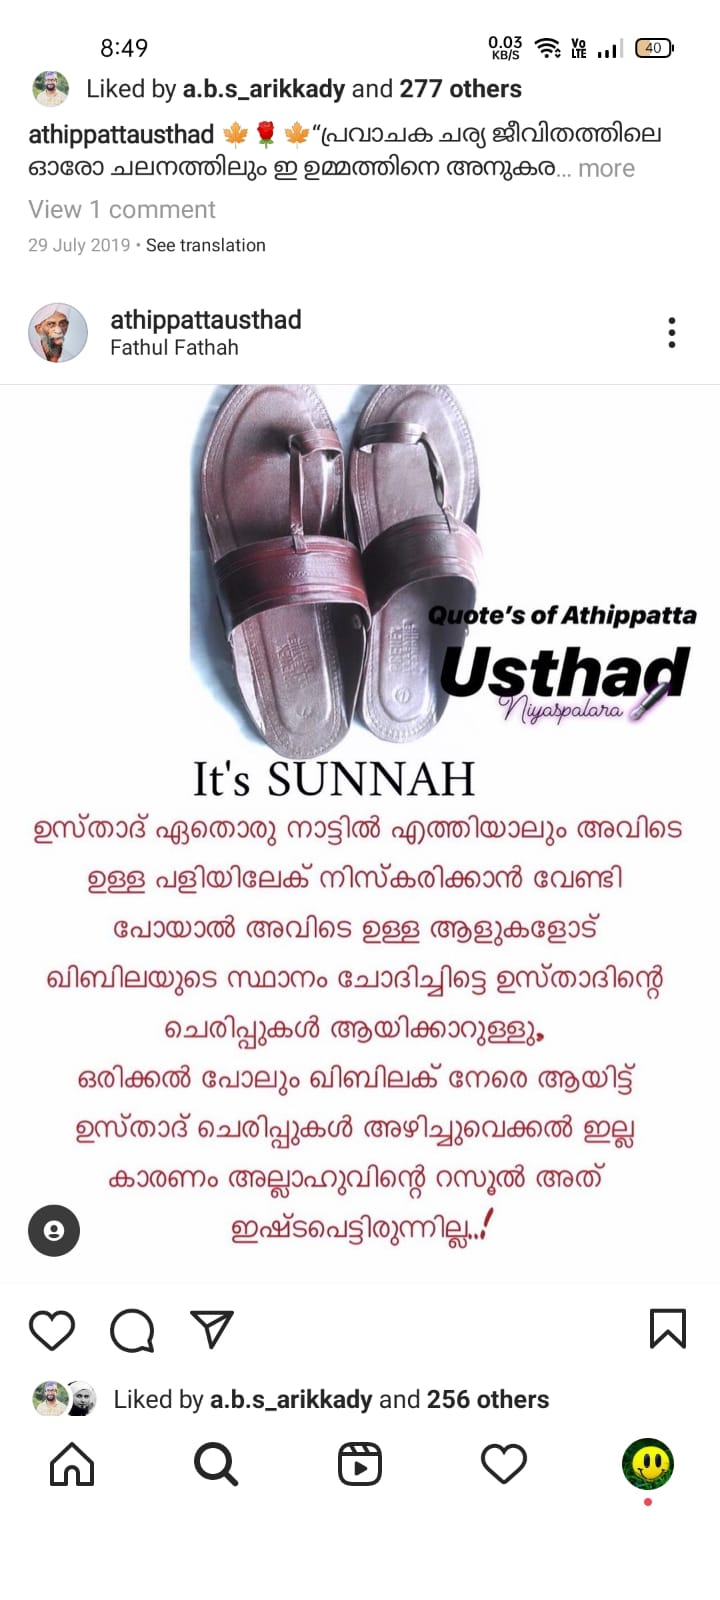 8:49
0.03 KB/S
Vo LTE
40
Liked by a.b.s_arikkady and 277 others
athippattausthad 🍁🌹🍁“പ്രവാചക ചര്യ ജീവിതത്തിലെ
ഓരോ ചലനത്തിലും ഇ ഉമ്മത്തിനെ അനുകര... more
View 1 comment
29 July 2019 • See translation
athippattausthad
Fathul Fathah
Quote's of Athippatta
Usthad
Niyaspalara
It's SUNNAH
ഉസ്താദ് ഏതൊരു നാട്ടിൽ എത്തിയാലും അവിടെ
ഉള്ള പളിയിലേക് നിസ്കരിക്കാൻ വേണ്ടി
പോയാൽ അവിടെ ഉള്ള ആളുകളോട്
ഖിബിലയുടെ സ്ഥാനം ചോദിച്ചിട്ടെ ഉസ്താദിന്റെ
ചെരിപ്പുകൾ ആയിക്കാറുള്ളു.
ഒരിക്കൽ പോലും ഖിബിലക് നേരെ ആയിട്ട്
ഉസ്താദ് ചെരിപ്പുകൾ അഴിച്ചുവെക്കൽ ഇല്ല
കാരണം അല്ലാഹുവിന്റെ റസൂൽ അത്
ഇഷ്ടപെട്ടിരുന്നില്ല..!
Liked by a.b.s_arikkady and 256 others